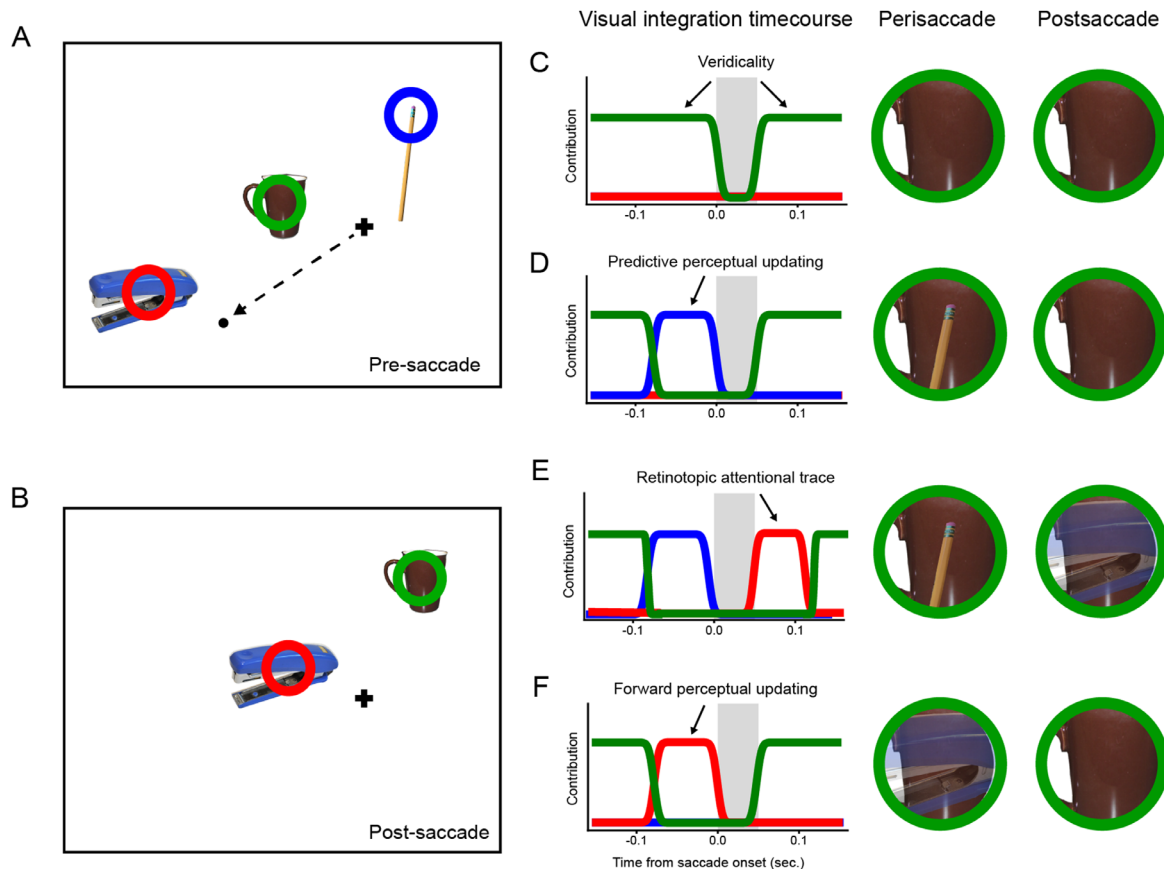 A
Pre-saccade
B
Post-saccade
Visual integration timecourse
Perisaccade
Postsaccade
C
Veridicality
Contribution
-0.1
0.0
0.1
D
Predictive perceptual updating
Contribution
-0.1
0.0
0.1
E
Retinotopic attentional trace
Contribution
-0.1
0.0
0.1
F
Forward perceptual updating
Contribution
-0.1
0.0
0.1
Time from saccade onset (sec.)